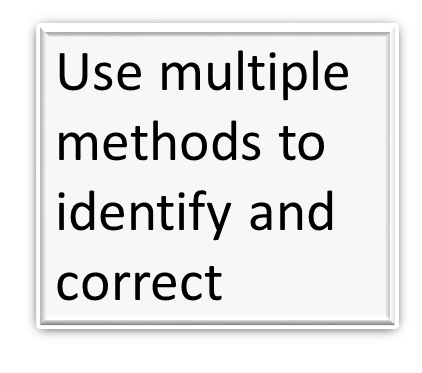 Use multiple
methods to
identify and
correct